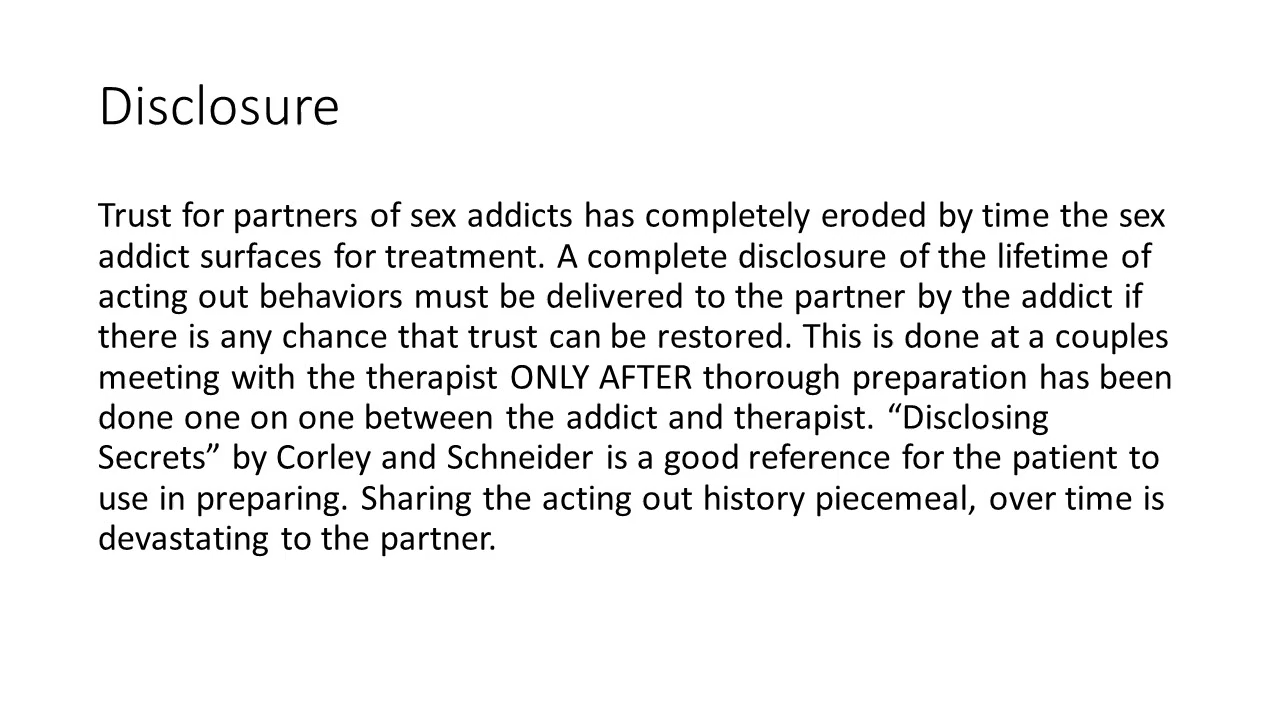 Disclosure
Trust for partners of sex addicts has completely eroded by time the sex
addict surfaces for treatment. A complete disclosure of the lifetime of
acting out behaviors must be delivered to the partner by the addict if
there is any chance that trust can be restored. This is done at a couples
meeting with the therapist ONLY AFTER thorough preparation has been
done one on one between the addict and therapist. “Disclosing
Secrets” by Corley and Schneider is a good reference for the patient to
use in preparing. Sharing the acting out history piecemeal, over time is
devastating to the partner.